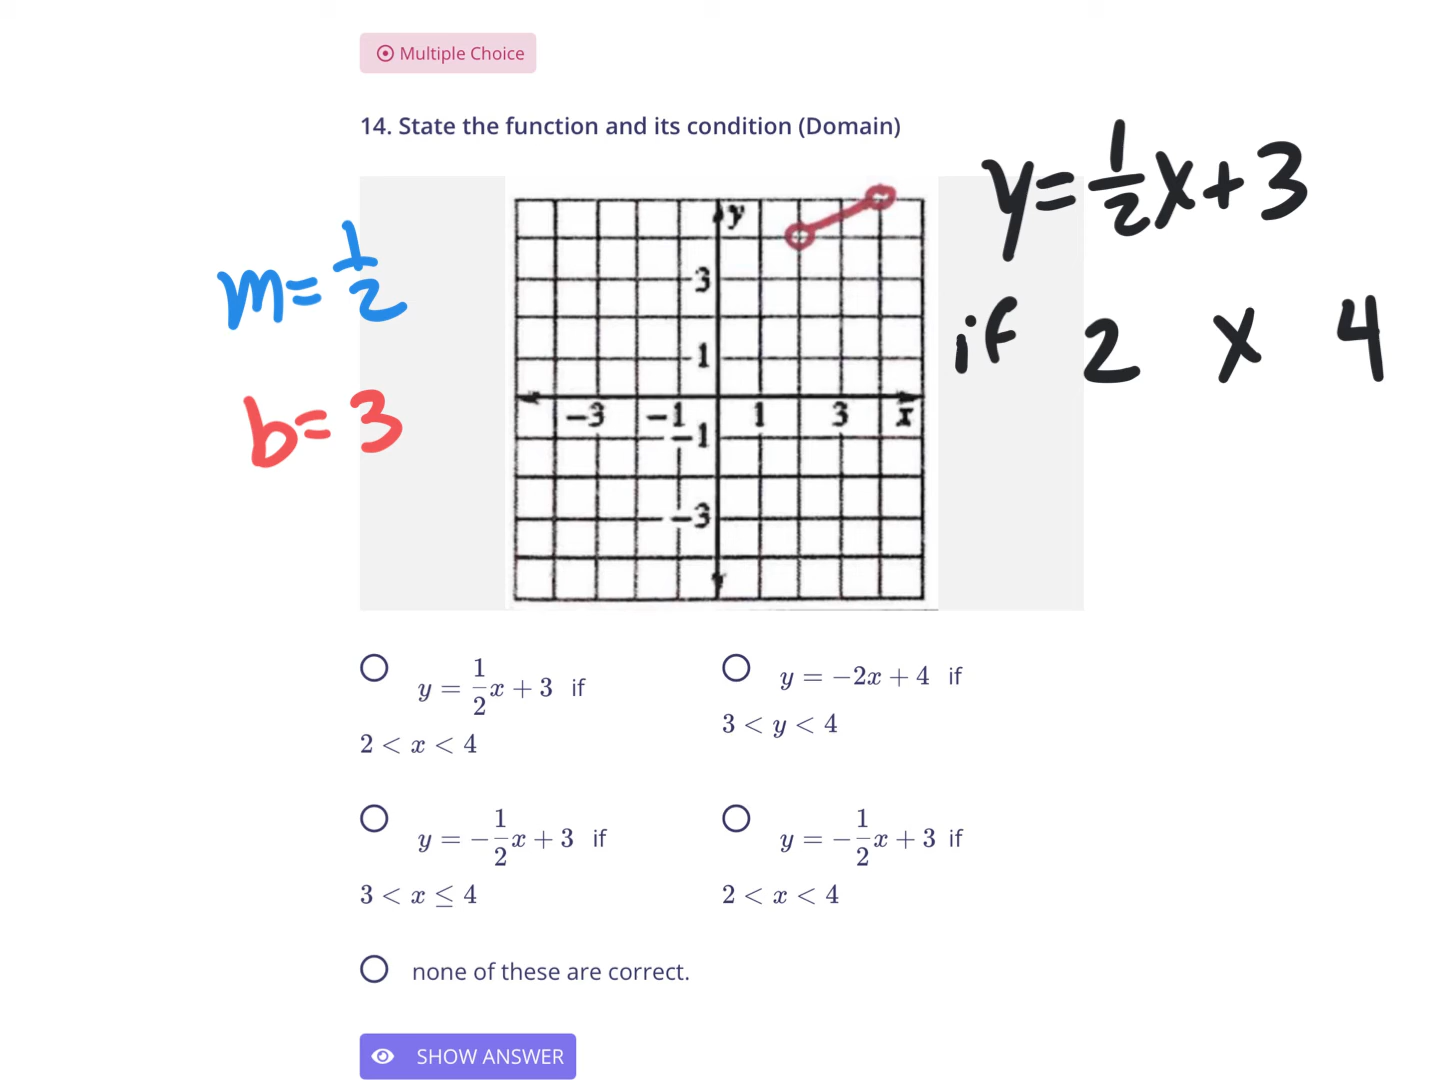 Multiple Choice
14. State the function and its condition (Domain)
y = 1/2 x + 3
m = 1/2
if 2 x 4
b = 3
y
3
1
−3 −1 1 3 x
−1
−3
y = 1/2 x + 3 if
2 < x < 4
y = −2x + 4 if
3 < y < 4
y = −1/2 x + 3 if
3 < x ≤ 4
y = −1/2 x + 3 if
2 < x < 4
none of these are correct.
SHOW ANSWER